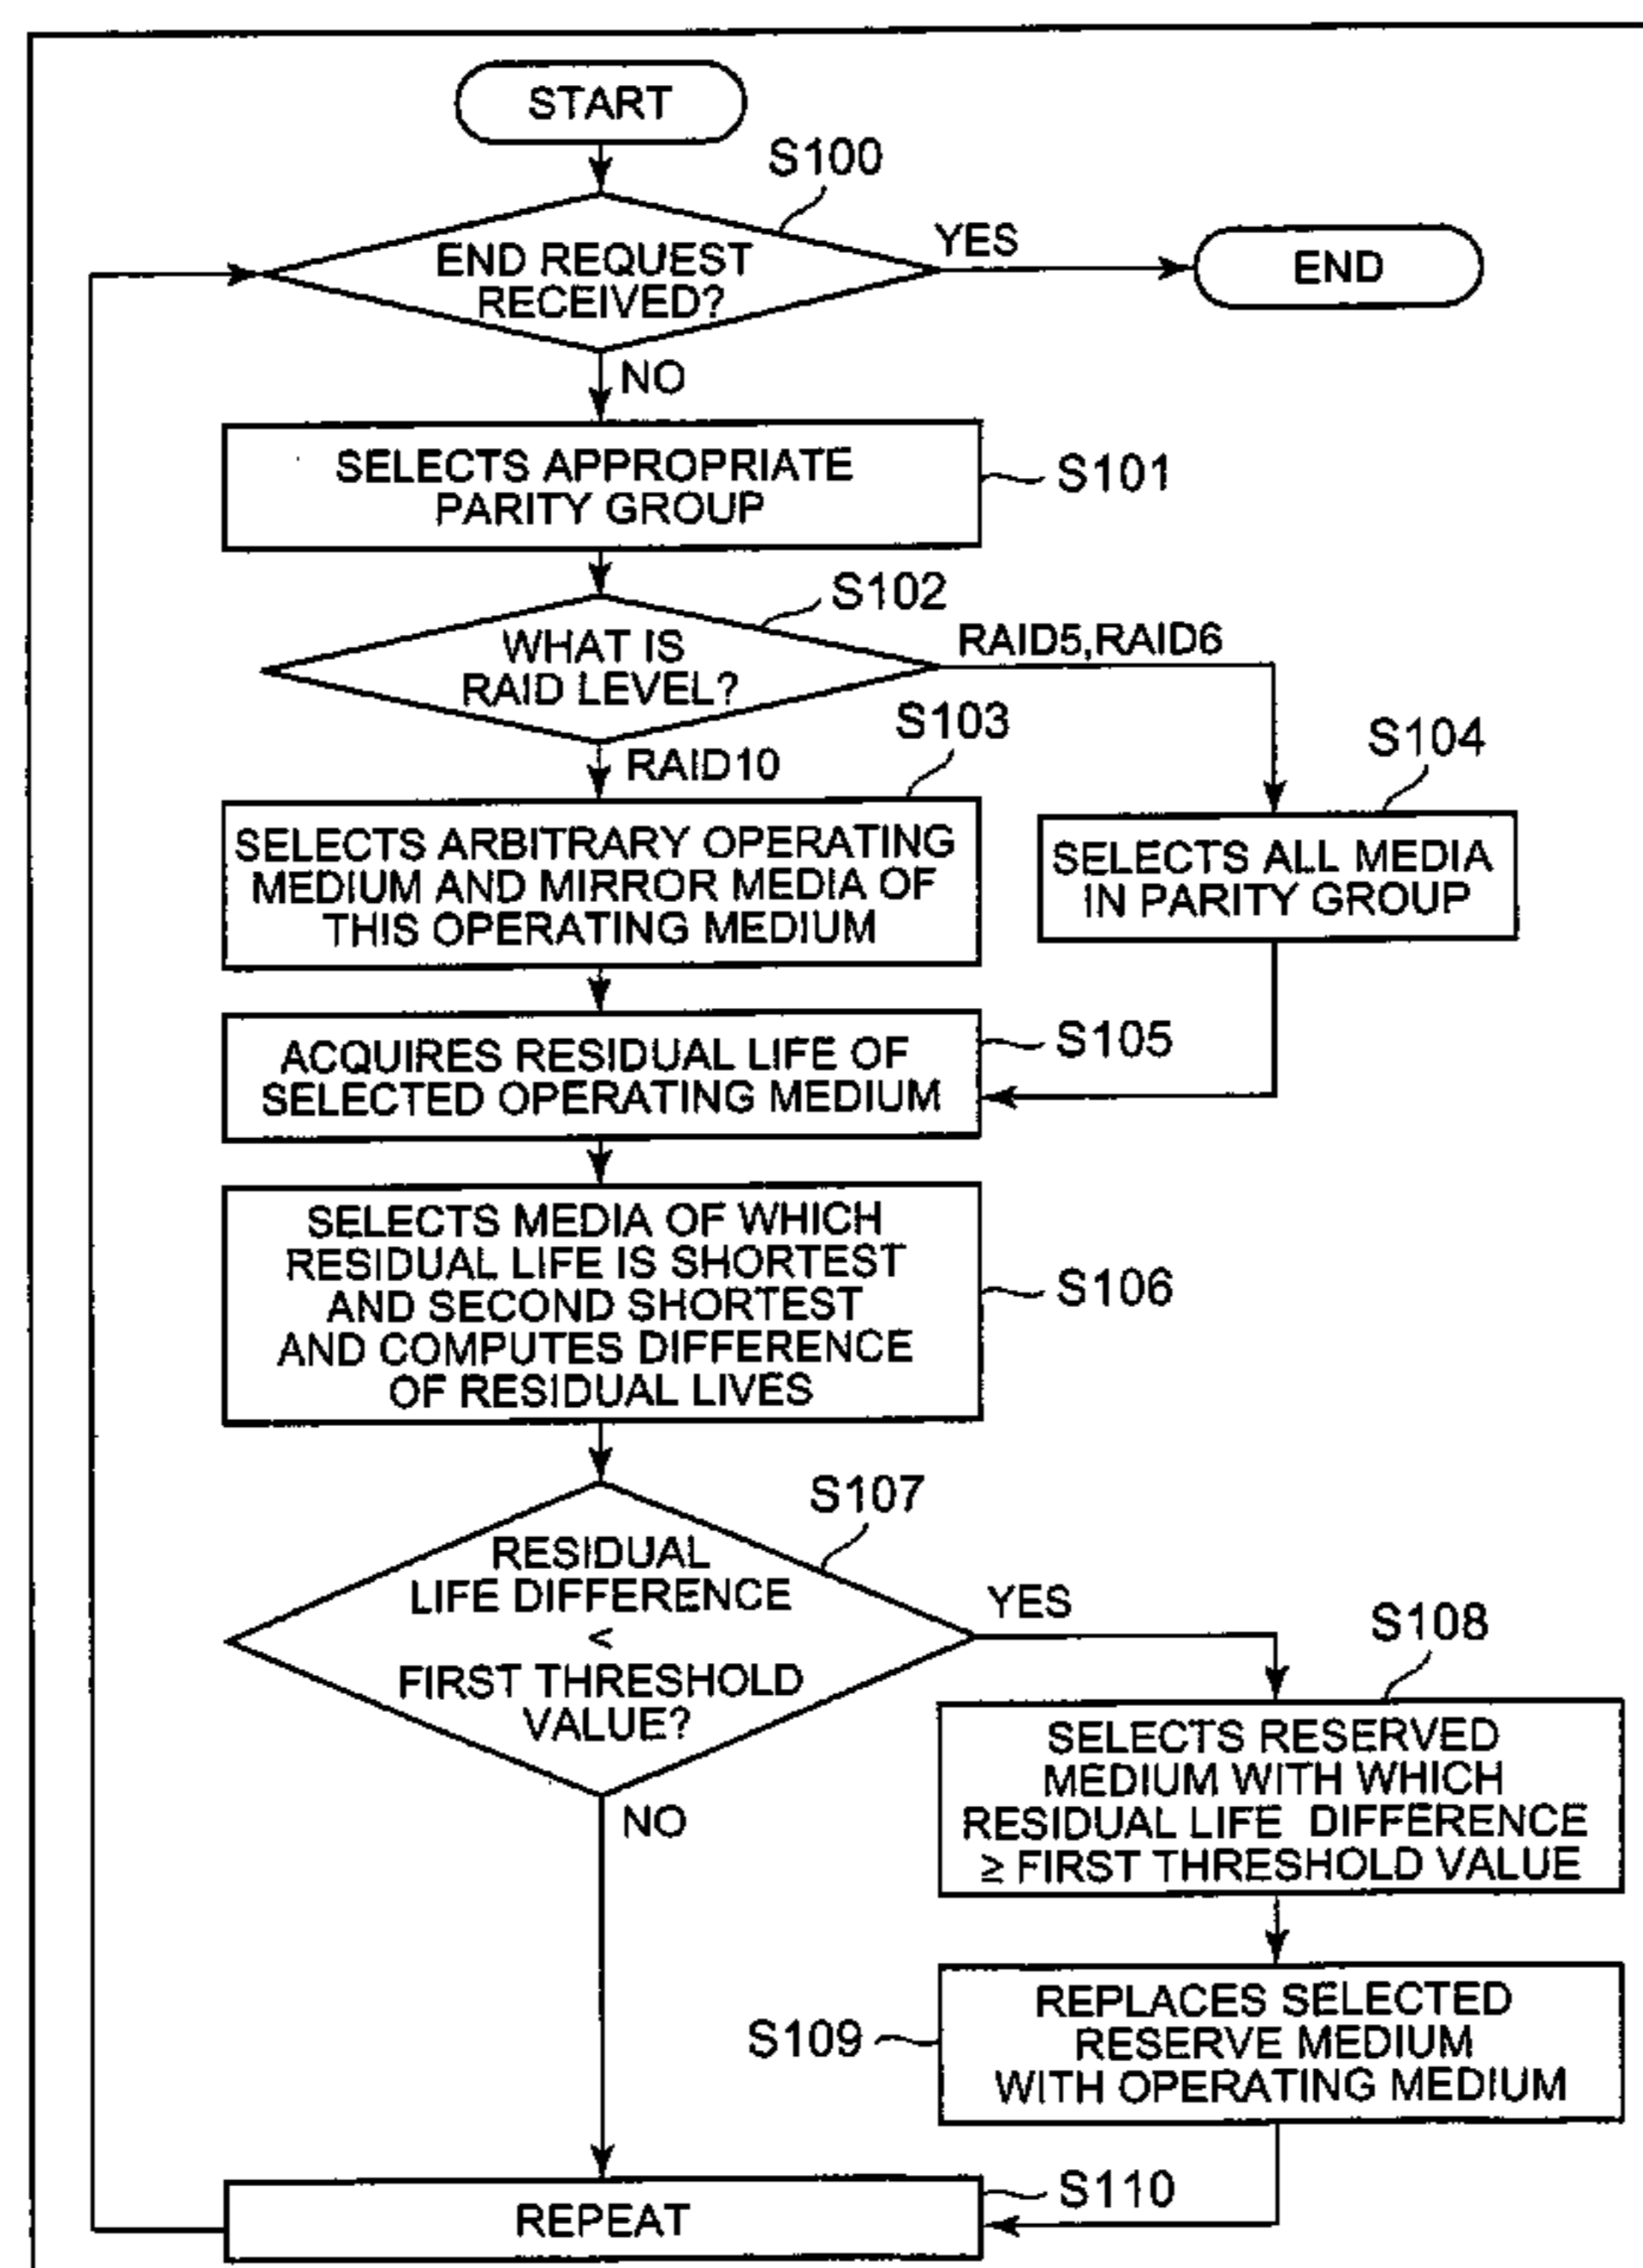 START
S100
END REQUEST
RECEIVED?
YES
END
NO
SELECTS APPROPRIATE
PARITY GROUP
S101
S102
WHAT IS
RAID LEVEL?
RAID5,RAID6
RAID10
S103
S104
SELECTS ARBITRARY OPERATING
MEDIUM AND MIRROR MEDIA OF
THIS OPERATING MEDIUM
SELECTS ALL MEDIA
IN PARITY GROUP
ACQUIRES RESIDUAL LIFE OF
SELECTED OPERATING MEDIUM
S105
SELECTS MEDIA OF WHICH
RESIDUAL LIFE IS SHORTEST
AND SECOND SHORTEST
AND COMPUTES DIFFERENCE
OF RESIDUAL LIVES
S106
S107
RESIDUAL
LIFE DIFFERENCE
<
FIRST THRESHOLD
VALUE?
YES
NO
S108
SELECTS RESERVED
MEDIUM WITH WHICH
RESIDUAL LIFE DIFFERENCE
≥ FIRST THRESHOLD VALUE
S109
REPLACES SELECTED
RESERVE MEDIUM
WITH OPERATING MEDIUM
REPEAT
S110